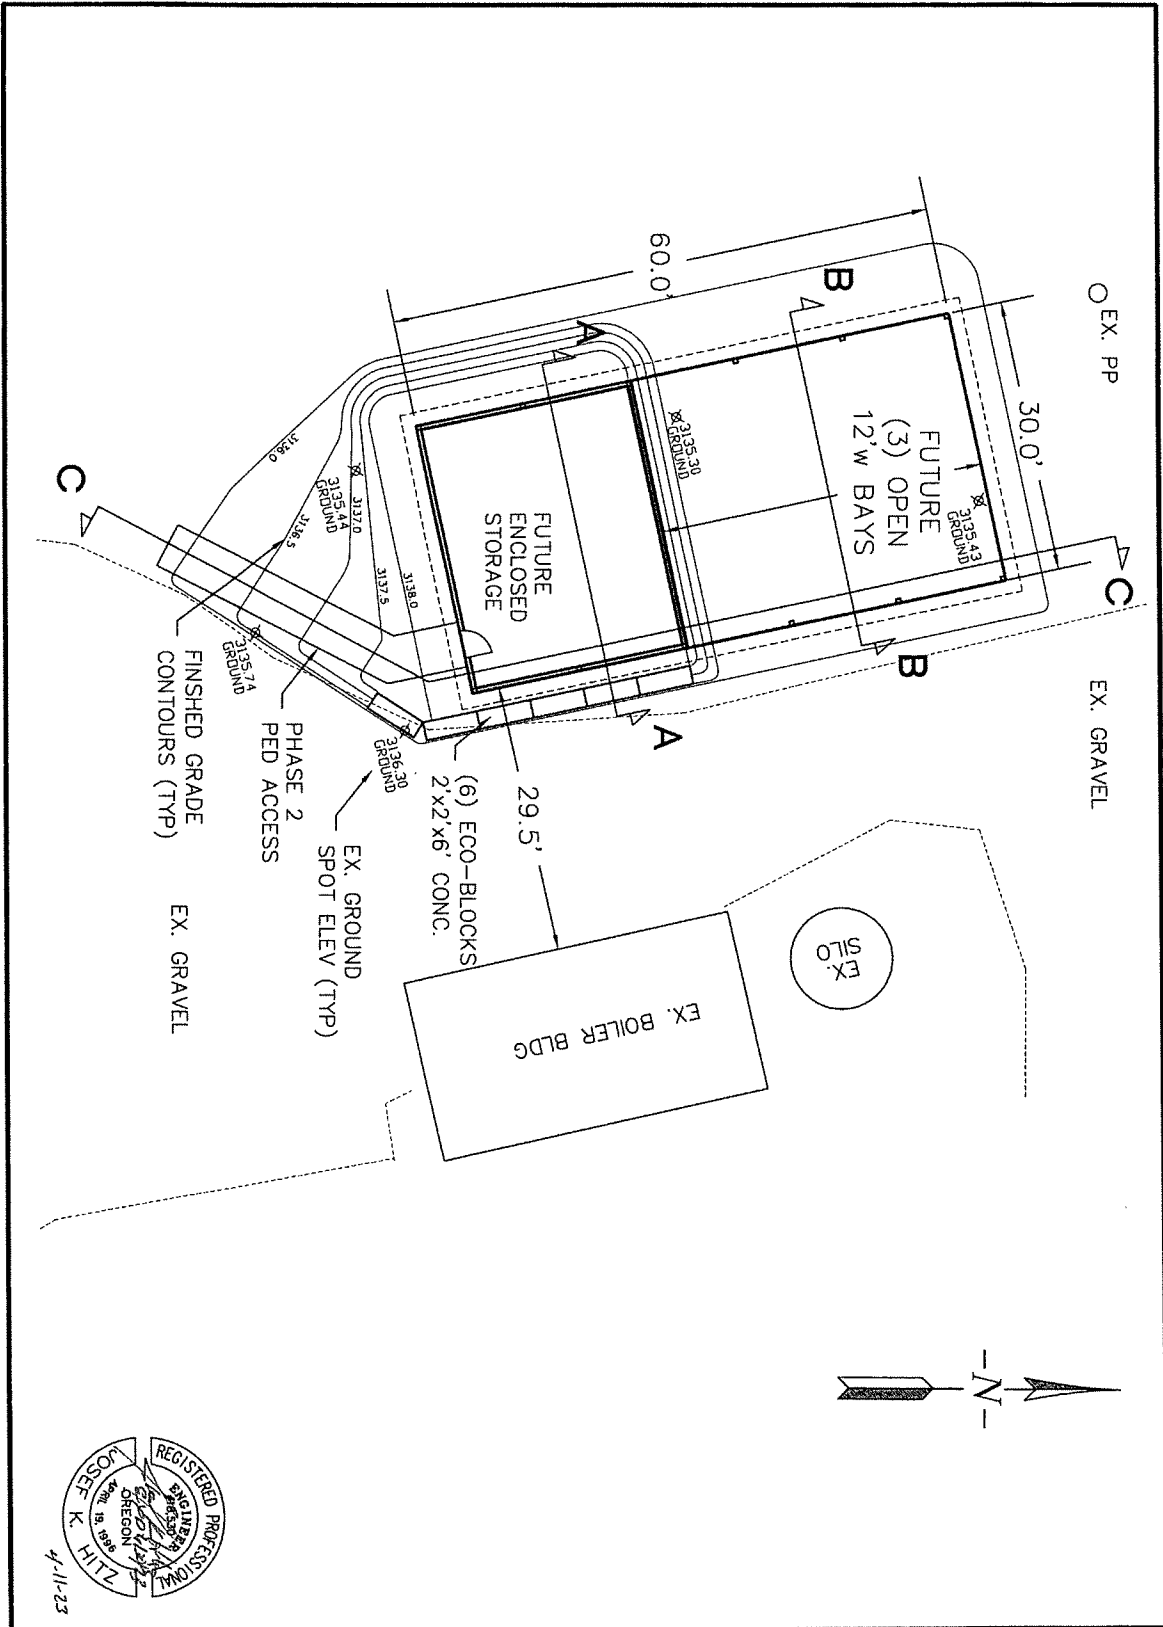 EX. PP
60.0'
30.0'
B
A
FUTURE
(3) OPEN
12'w BAYS
3135.43
GROUND
3135.30
GROUND
C
B
EX. GRAVEL
FUTURE
ENCLOSED
STORAGE
A
3136.0
3136.5
3135.44
GROUND
3137.0
3137.5
3138.0
C
3135.74
GROUND
3136.30
GROUND
29.5'
(6) ECO-BLOCKS
2'x2'x6' CONC.
EX. GROUND
SPOT ELEV (TYP)
PHASE 2
PED ACCESS
FINSHED GRADE
CONTOURS (TYP)
EX. GRAVEL
EX.
SILO
EX. BOILER BLDG
-N-
REGISTERED PROFESSIONAL
ENGINEER
OREGON
APRIL 19, 1996
JOSEF K. HITZ
4-11-23